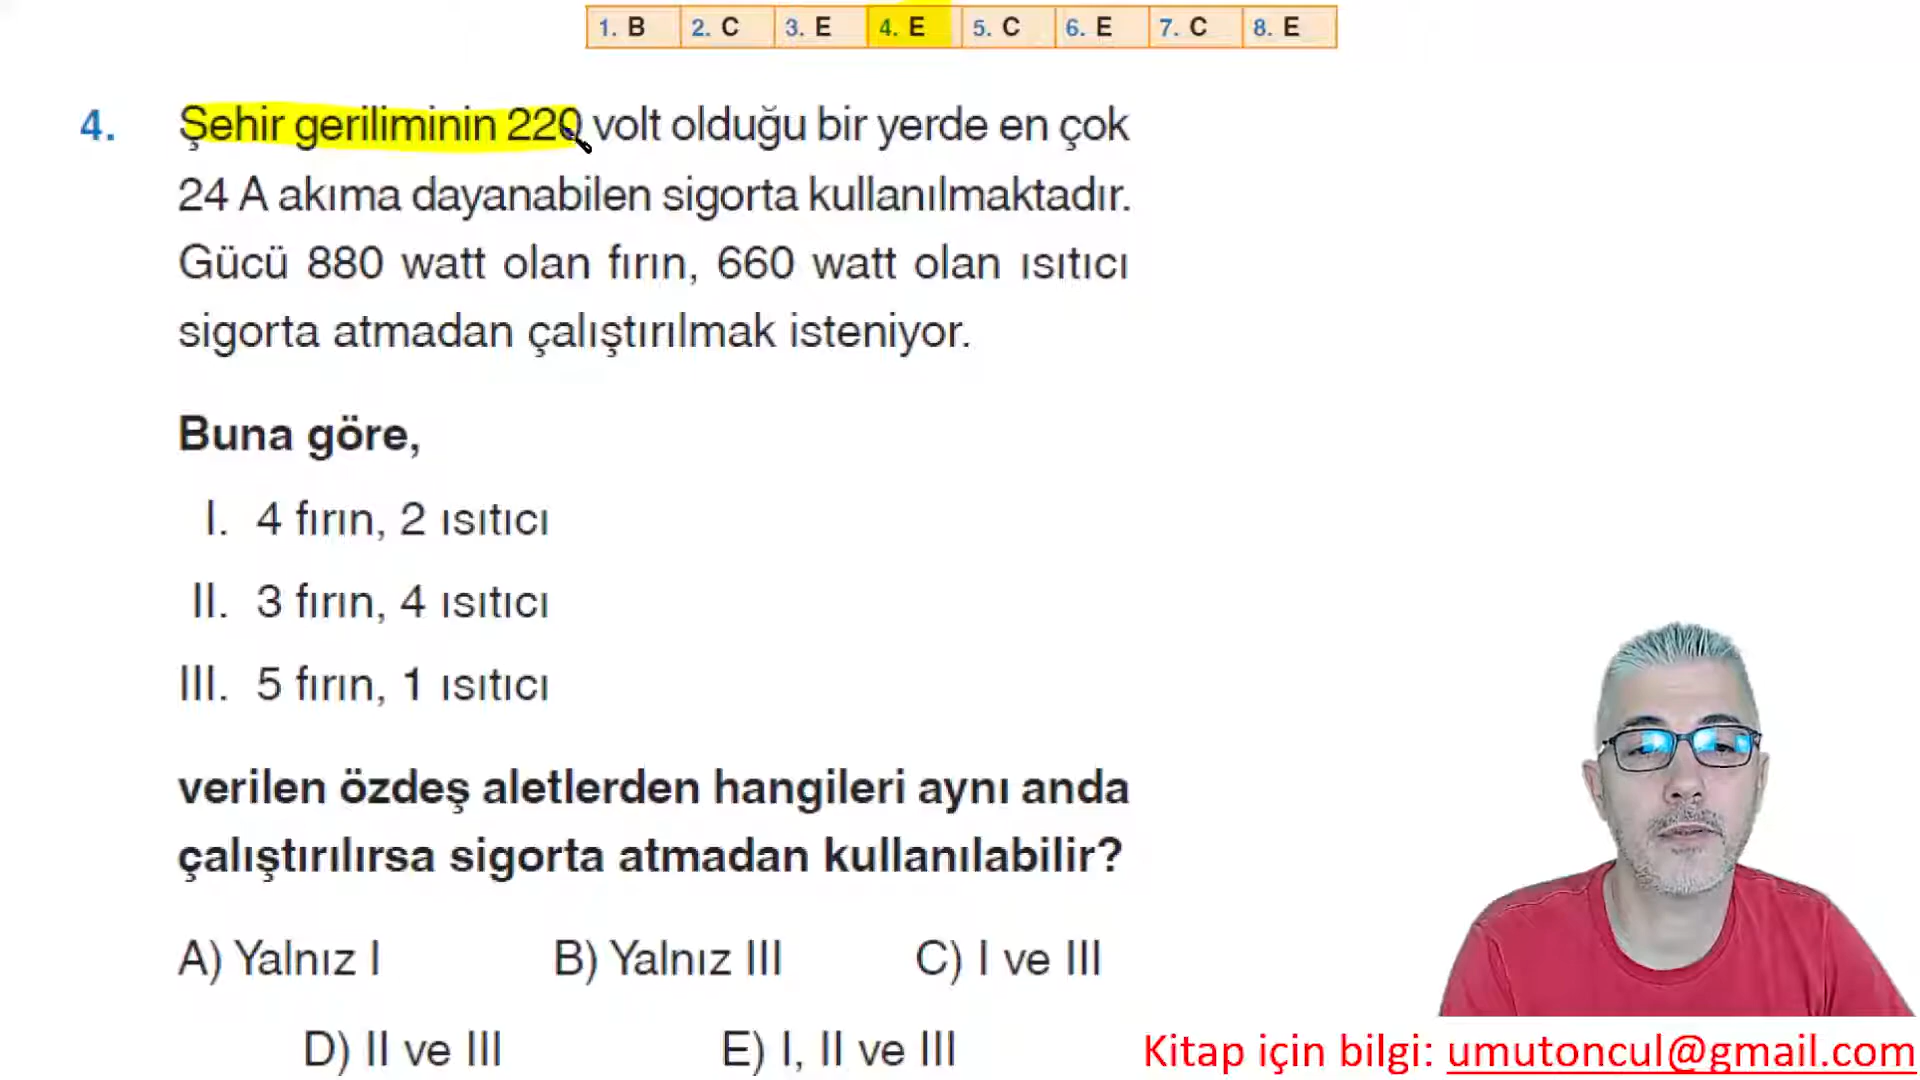 1. B 2. C 3. E 4. E 5. C 6. E 7. C 8. E
4. Şehir geriliminin 220 volt olduğu bir yerde en çok
24 A akıma dayanabilen sigorta kullanılmaktadır.
Gücü 880 watt olan fırın, 660 watt olan ısıtıcı
sigorta atmadan çalıştırılmak isteniyor.
Buna göre,
I. 4 fırın, 2 ısıtıcı
II. 3 fırın, 4 ısıtıcı
III. 5 fırın, 1 ısıtıcı
verilen özdeş aletlerden hangileri aynı anda
çalıştırılırsa sigorta atmadan kullanılabilir?
A) Yalnız I B) Yalnız III C) I ve III
D) II ve III E) I, II ve III
Kitap için bilgi: umutoncul@gmail.com